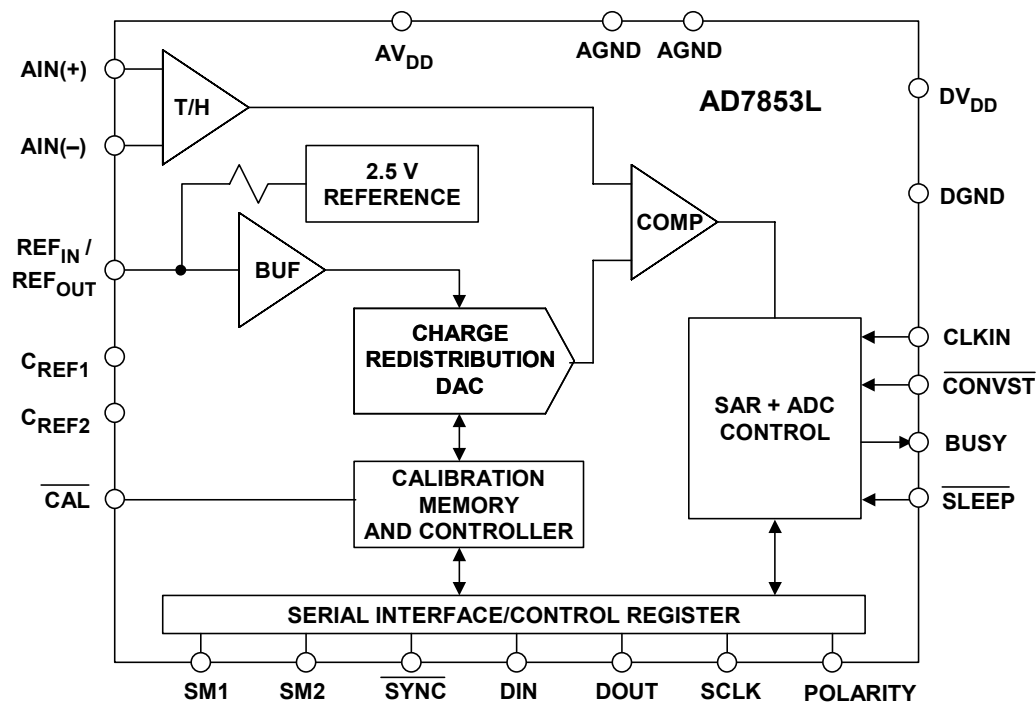 AV_DD
AGND
AGND
AIN(+)
T/H
AD7853L
DV_DD
AIN(–)
2.5 V
REFERENCE
DGND
COMP
REF_IN /
REF_OUT
BUF
CHARGE
REDISTRIBUTION
DAC
CLKIN
C_REF1
CONVST
SAR + ADC
CONTROL
C_REF2
BUSY
CALIBRATION
MEMORY
AND CONTROLLER
CAL
SLEEP
SERIAL INTERFACE/CONTROL REGISTER
SM1
SM2
SYNC
DIN
DOUT
SCLK
POLARITY